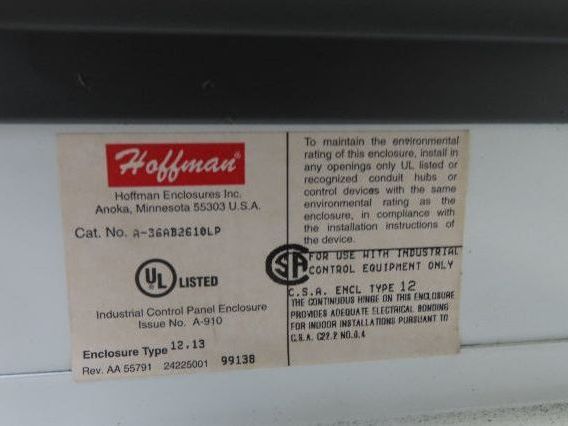 Hoffman®
Hoffman Enclosures Inc.
Anoka, Minnesota 55303 U.S.A.
Cat. No. A-36AB2610LP
UL LISTED
Industrial Control Panel Enclosure
Issue No. A-910
Enclosure Type 12,13
Rev. AA 55791 24225001 99138
To maintain the environmental
rating of this enclosure, install in
any openings only UL listed or
recognized conduit hubs or
control devices with the same
environmental rating as the
enclosure, in compliance with
the installation instructions of
the device.
SA FOR USE WITH INDUSTRIAL
CONTROL EQUIPMENT ONLY
C.S.A. ENCL TYPE 12
THE CONTINUOUS HINGE ON THIS ENCLOSURE
PROVIDES ADEQUATE ELECTRICAL BONDING
FOR INDOOR INSTALLATIONS PURSUANT TO
C.S.A. C22.2 NO.0.4